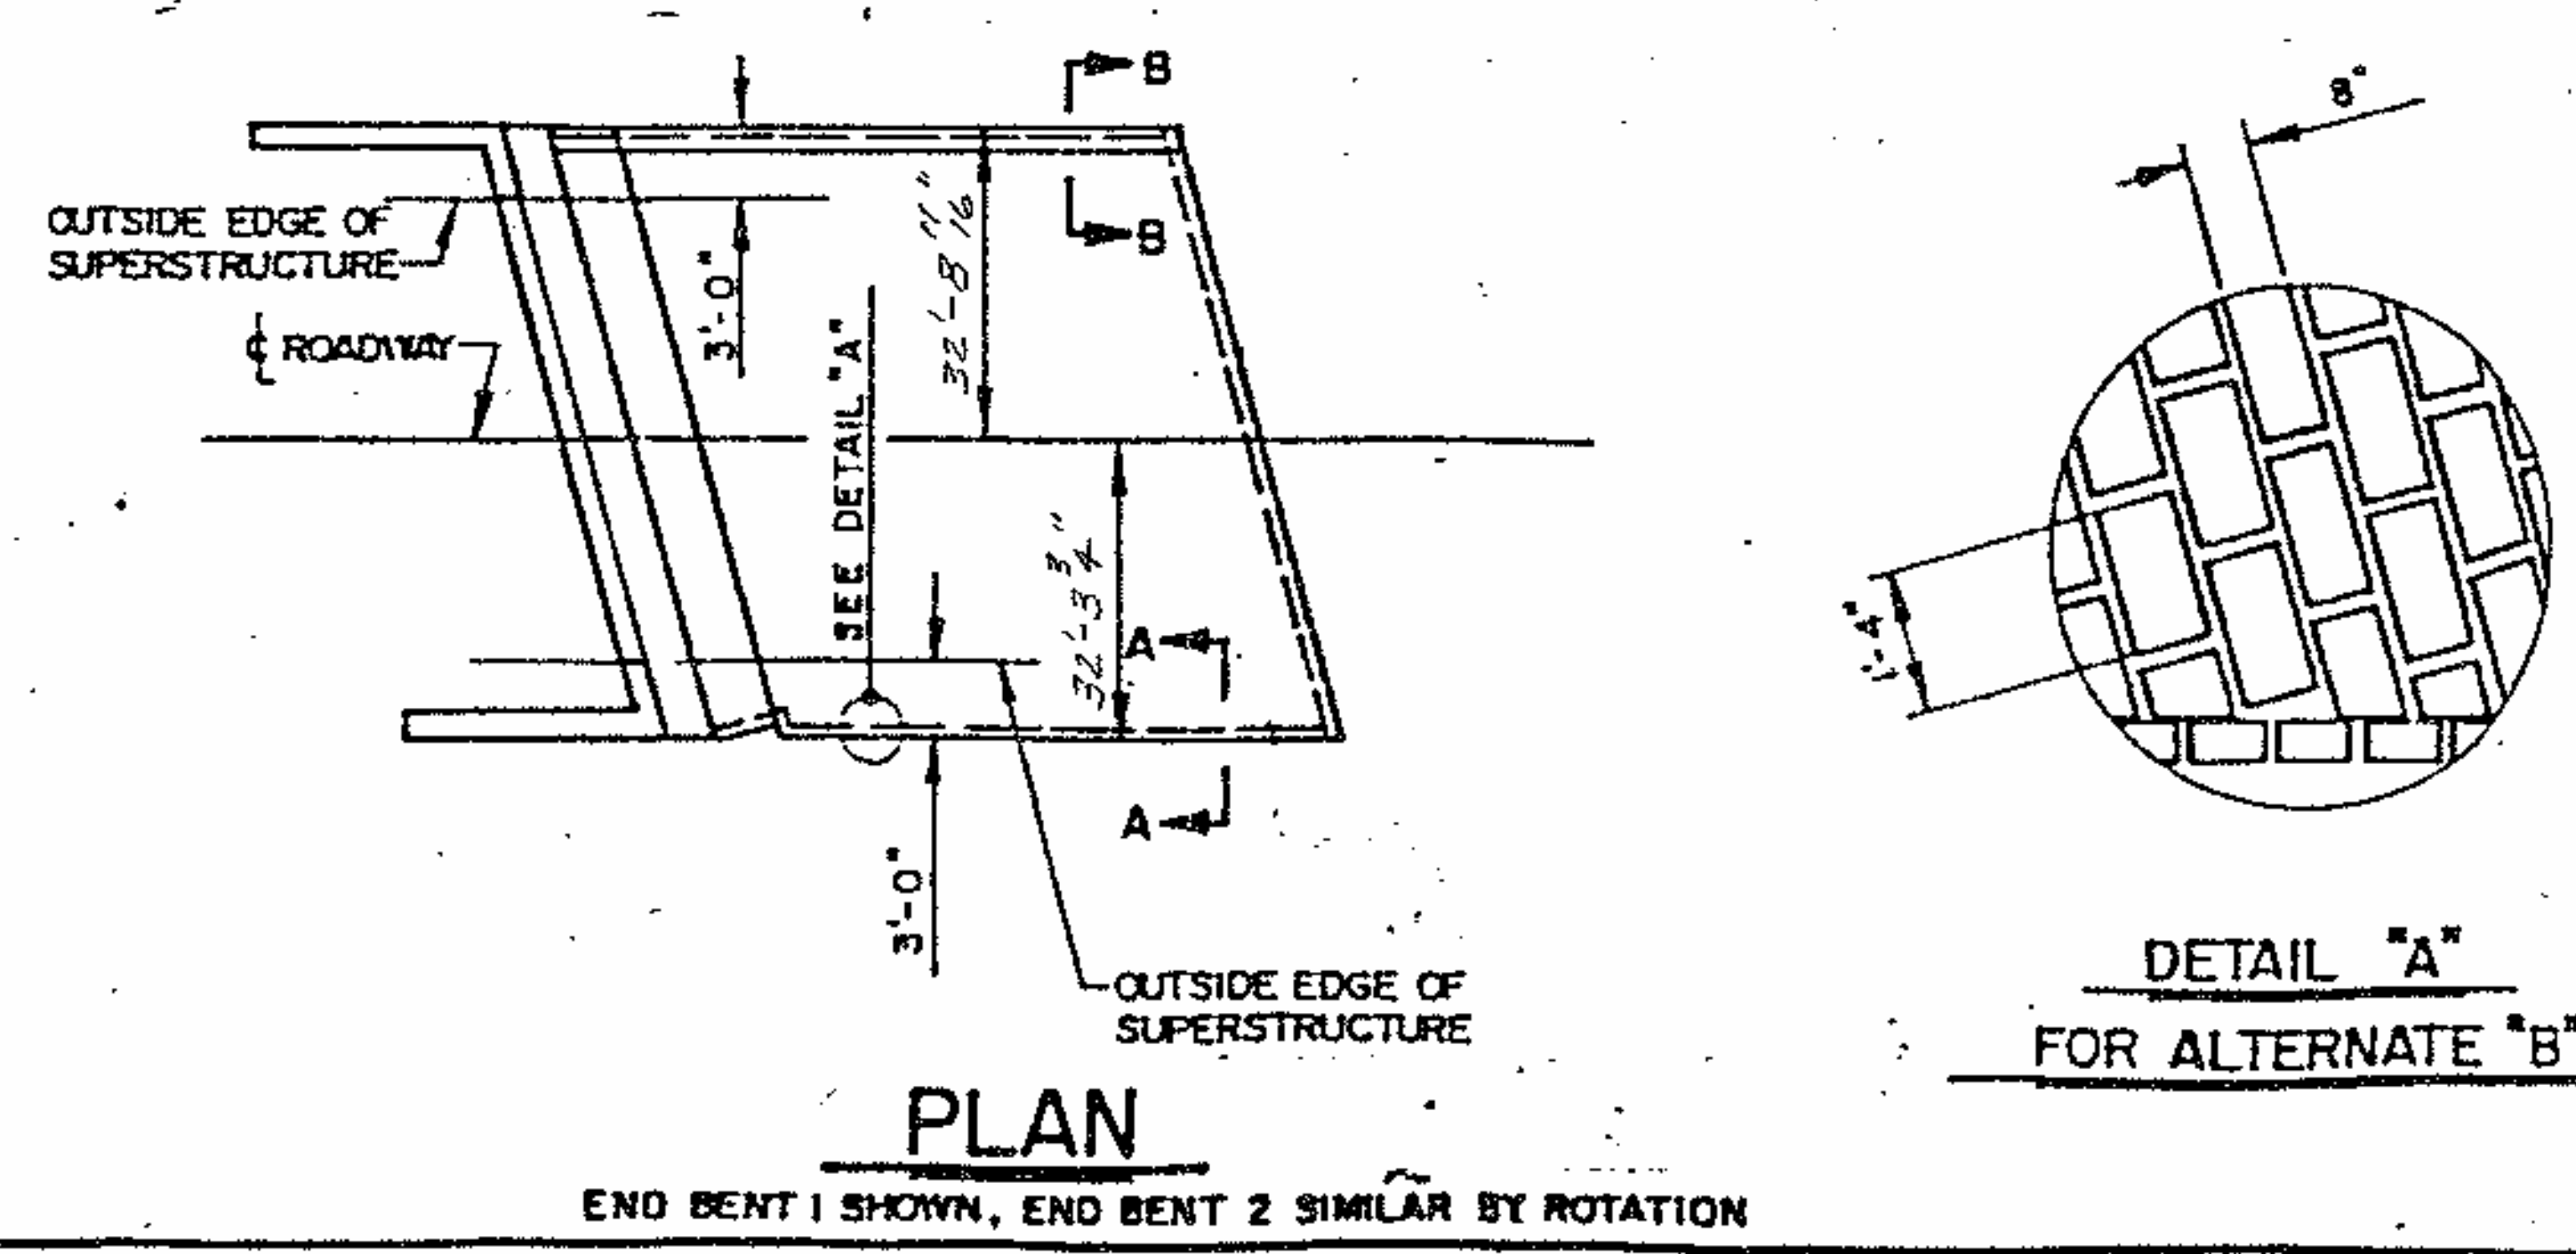 B
OUTSIDE EDGE OF
SUPERSTRUCTURE
B
℄ ROADWAY
3'-0"
SEE DETAIL "A"
32'-8 11/16"
32'-3 3/4"
A
A
3'-0"
OUTSIDE EDGE OF
SUPERSTRUCTURE
PLAN
END BENT 1 SHOWN, END BENT 2 SIMILAR BY ROTATION
8"
1'-4"
DETAIL "A"
FOR ALTERNATE "B"